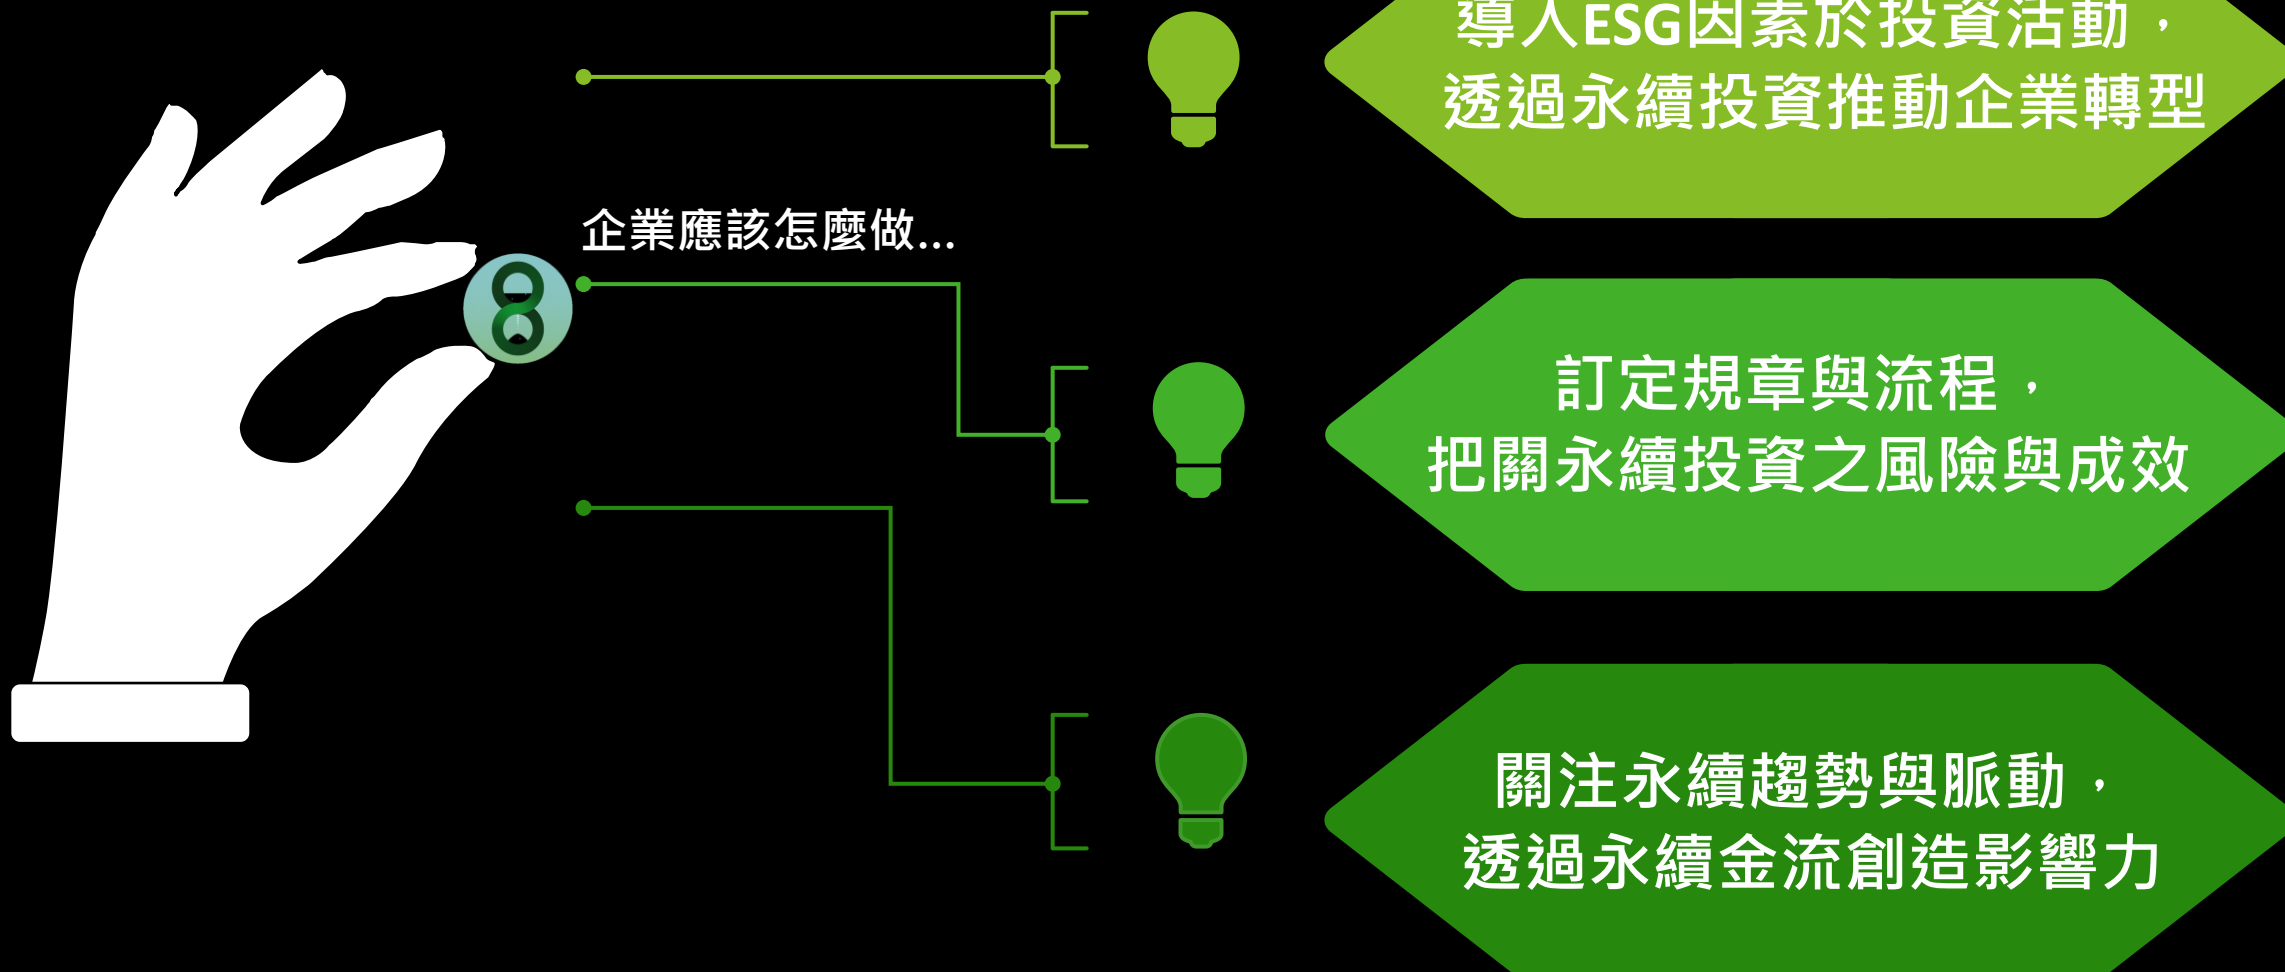 導入ESG因素於投資活動，
透過永續投資推動企業轉型
企業應該怎麼做...
訂定規章與流程，
把關永續投資之風險與成效
關注永續趨勢與脈動，
透過永續金流創造影響力